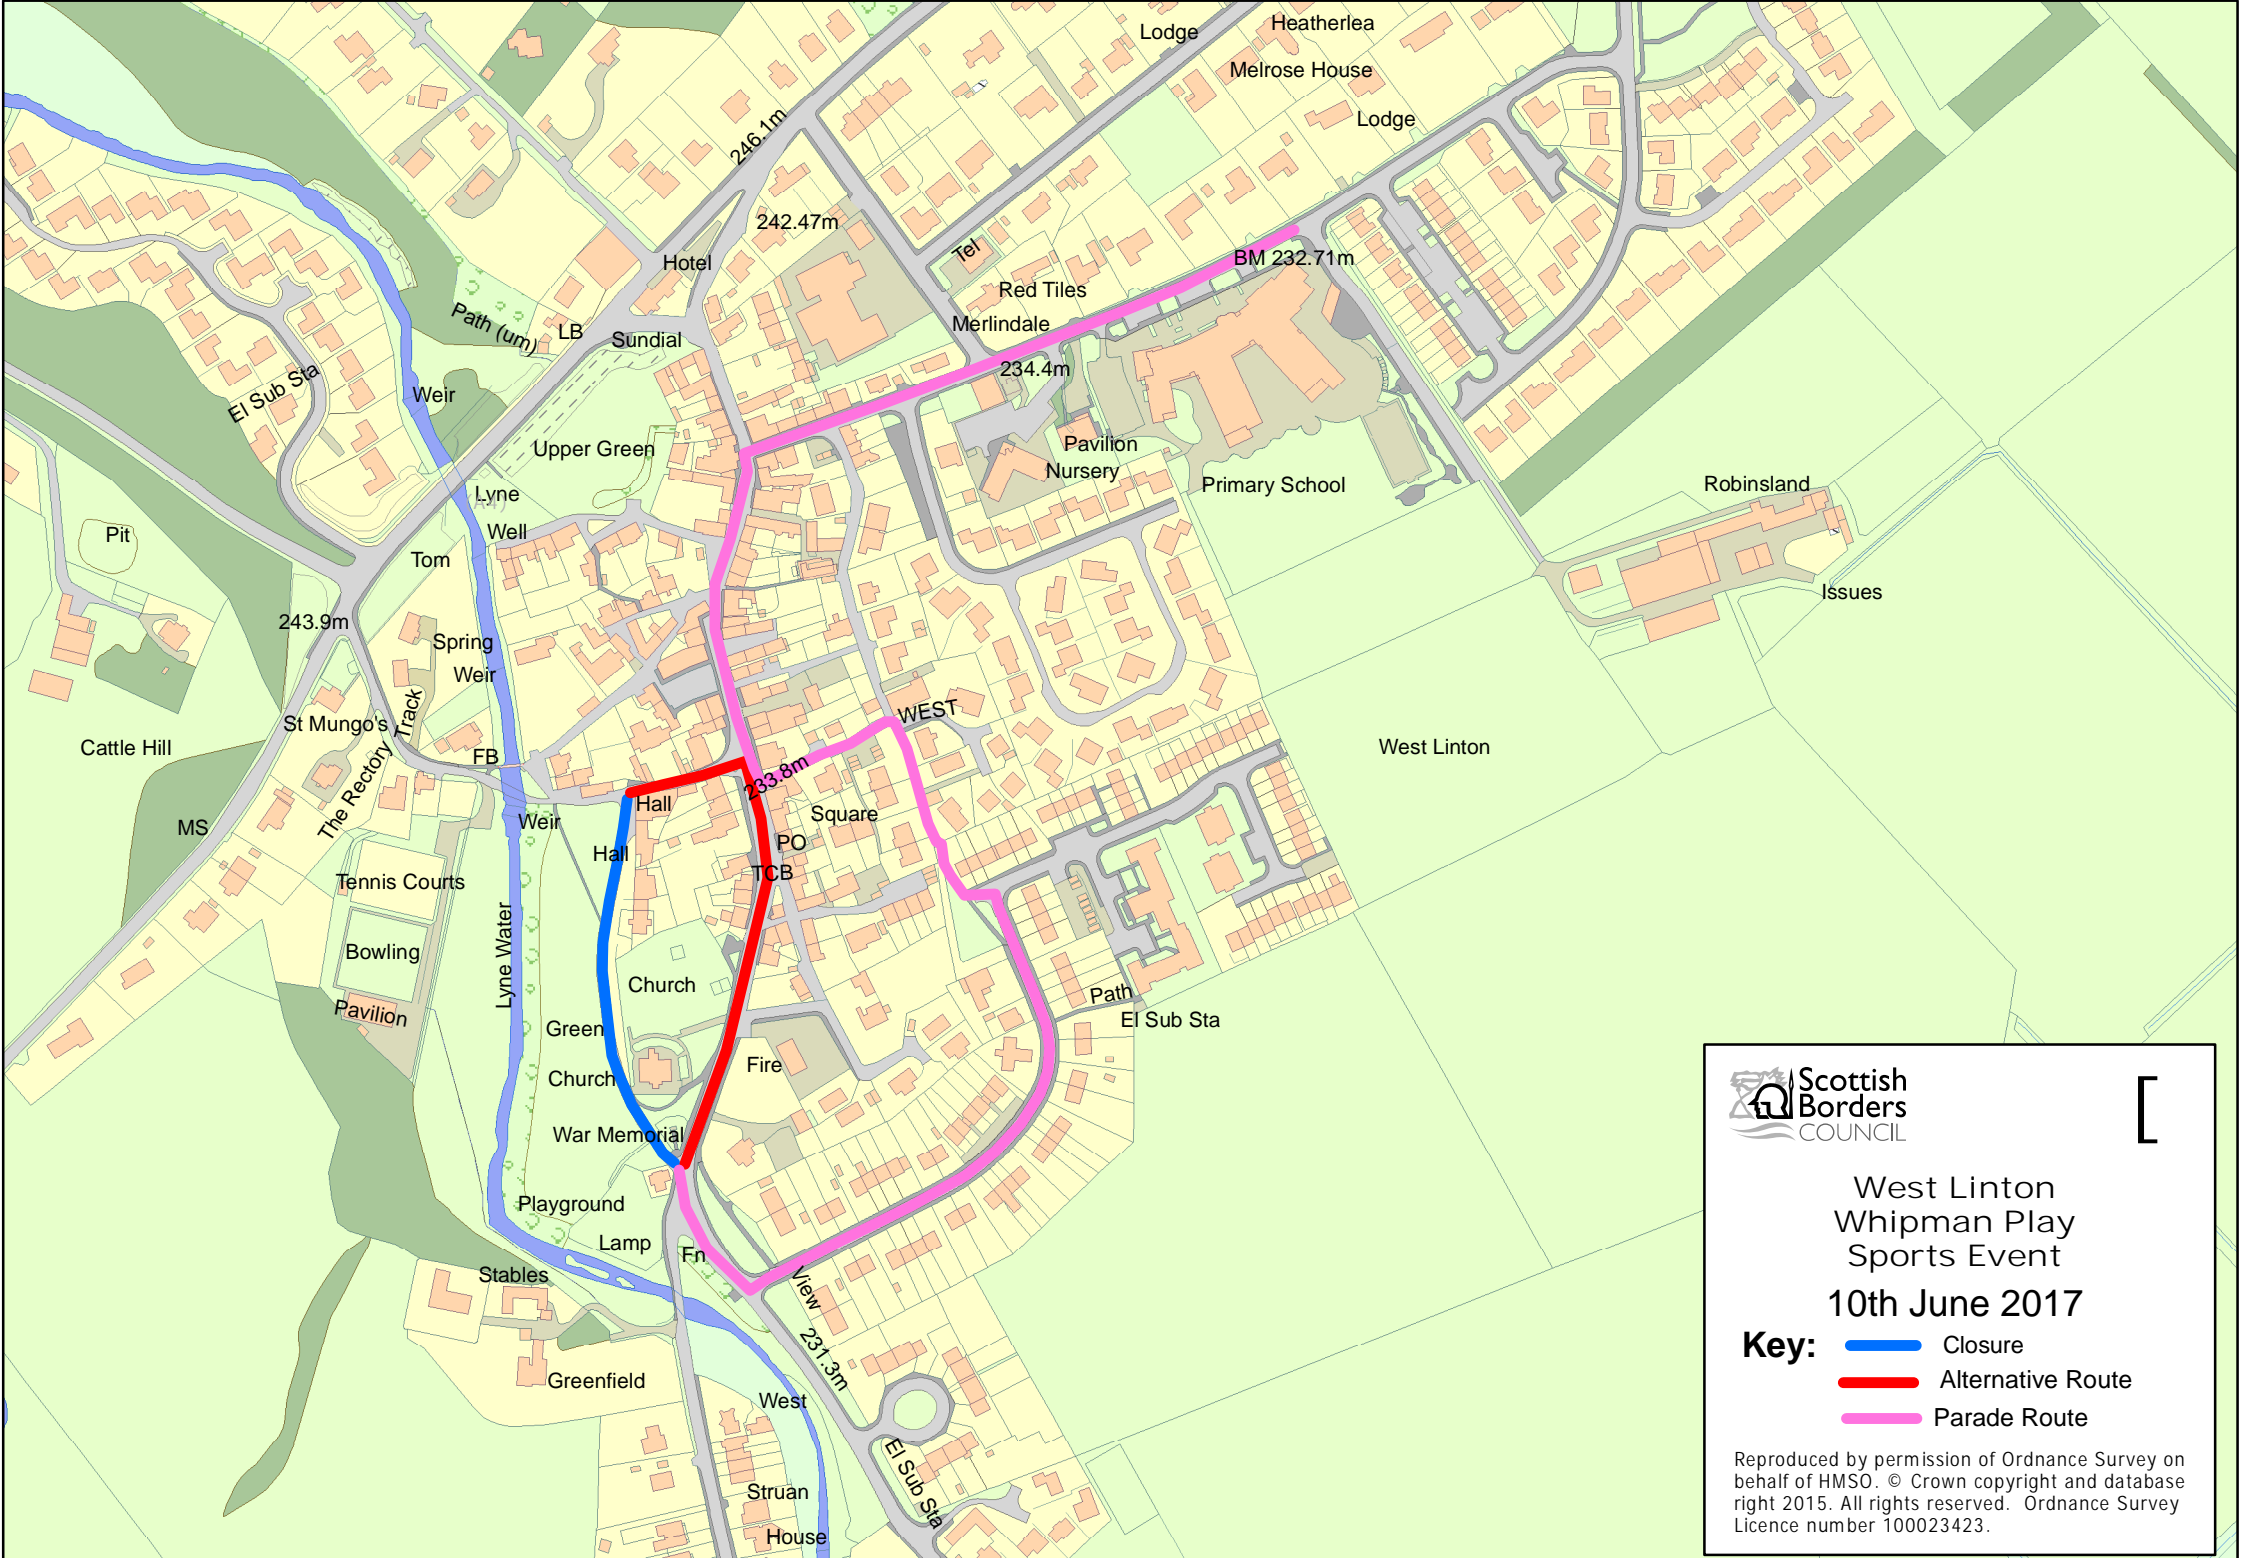 Lodge
Heatherlea
Melrose House
Lodge
246.1m
242.47m
Hotel
Tel
BM 232.71m
Red Tiles
Merlindale
Path (um)
LB
Sundial
234.4m
El Sub Sta
Weir
Upper Green
Pavilion
Nursery
Primary School
Robinsland
Lyne
Well
Pit
Tom
Issues
243.9m
Spring
Weir
Track
St Mungo's
The Rectory
WEST
Cattle Hill
FB
West Linton
233.8m
Hall
Square
MS
Weir
PO
Hall
TCB
Tennis Courts
Lyne Water
Bowling
Church
Path
Pavilion
Green
El Sub Sta
Fire
Church
War Memorial
Playground
Lamp
Fn
View
Stables
231.3m
Greenfield
West
El Sub Sta
Struan
House
Scottish
Borders
COUNCIL
[
West Linton
Whipman Play
Sports Event
10th June 2017
Key:
Closure
Alternative Route
Parade Route
Reproduced by permission of Ordnance Survey on
behalf of HMSO. © Crown copyright and database
right 2015. All rights reserved. Ordnance Survey
Licence number 100023423.